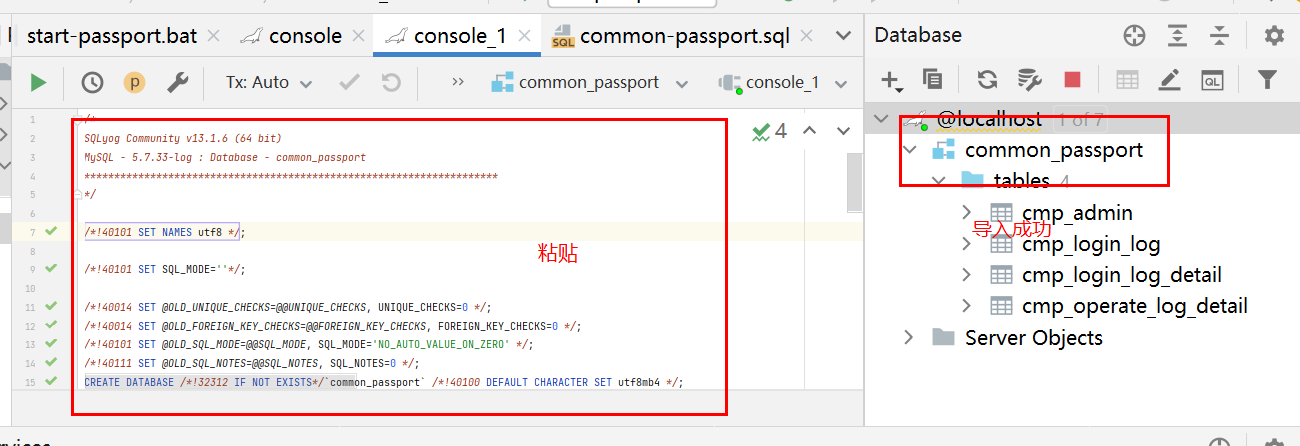 start-passport.bat
console
console_1
common-passport.sql
Database
Tx: Auto
common_passport
console_1
4
1 /*
2 SQLyog Community v13.1.6 (64 bit)
3 MySQL - 5.7.33-log : Database - common_passport
4 *********************************************************************
5 */
6
7 /*!40101 SET NAMES utf8 */;
8
9 /*!40101 SET SQL_MODE=''*/;
10
11 /*!40014 SET @OLD_UNIQUE_CHECKS=@@UNIQUE_CHECKS, UNIQUE_CHECKS=0 */;
12 /*!40014 SET @OLD_FOREIGN_KEY_CHECKS=@@FOREIGN_KEY_CHECKS, FOREIGN_KEY_CHECKS=0 */;
13 /*!40101 SET @OLD_SQL_MODE=@@SQL_MODE, SQL_MODE='NO_AUTO_VALUE_ON_ZERO' */;
14 /*!40111 SET @OLD_SQL_NOTES=@@SQL_NOTES, SQL_NOTES=0 */;
15 CREATE DATABASE /*!32312 IF NOT EXISTS*/`common_passport` /*!40100 DEFAULT CHARACTER SET utf8mb4 */;
粘贴
@localhost 1 of 7
common_passport
tables 4
cmp_admin
导入成功
cmp_login_log
cmp_login_log_detail
cmp_operate_log_detail
Server Objects